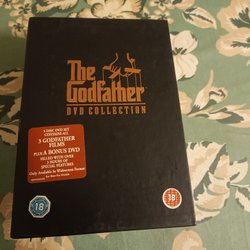 The
Godfather
DVD COLLECTION
5 DISC DVD SET
CONTAINS ALL
3 GODFATHER
FILMS
PLUS A BONUS DVD
FILLED WITH OVER
3 HOURS OF
SPECIAL FEATURES
Only Available in Widescreen Format
18
18